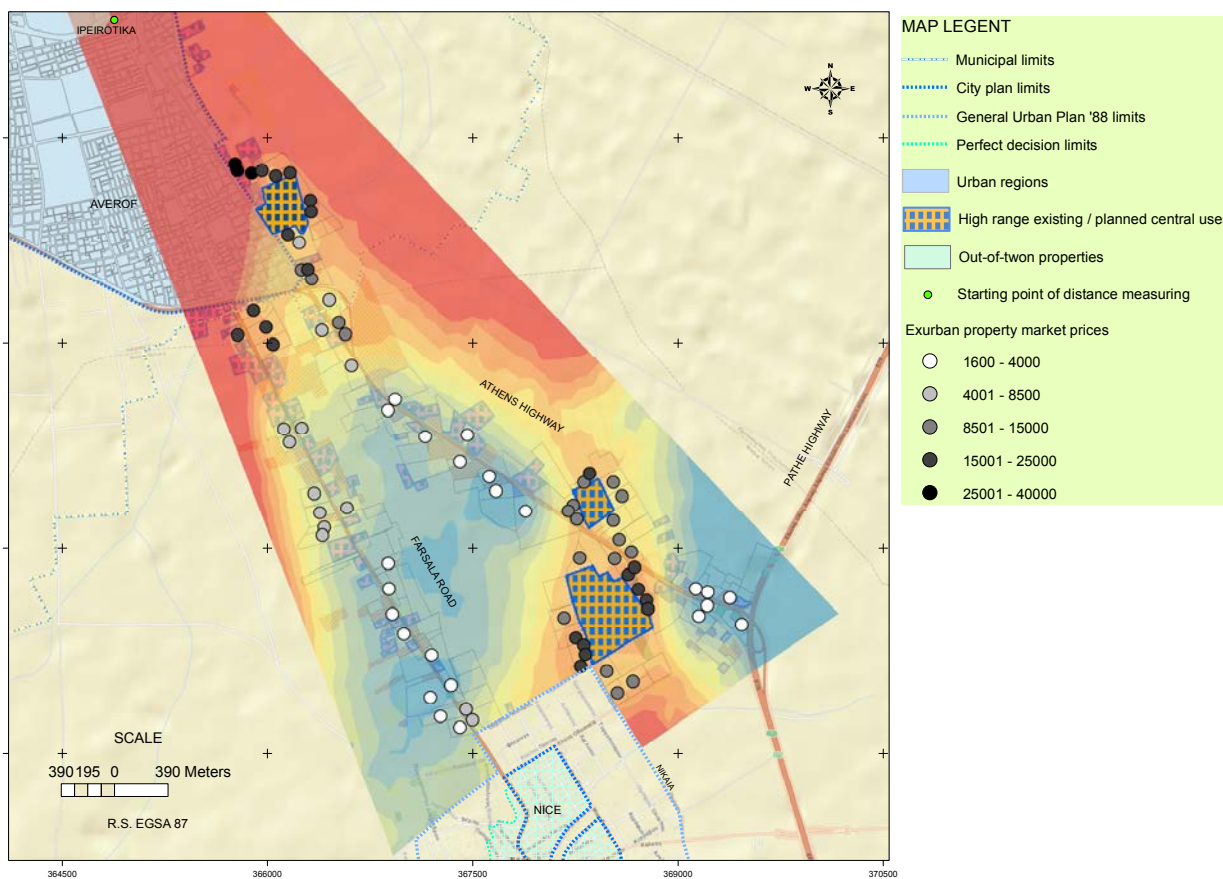 IPEIROTIKA
N
W E
S
AVEROF
ATHENS HIGHWAY
PATHE HIGHWAY
FARSALA ROAD
NIKAIA
NICE
SCALE
390 195 0 390 Meters
R.S. EGSA 87
364500 366000 367500 369000 370500
MAP LEGENT
Municipal limits
City plan limits
General Urban Plan '88 limits
Perfect decision limits
Urban regions
High range existing / planned central use
Out-of-twon properties
Starting point of distance measuring
Exurban property market prices
1600 - 4000
4001 - 8500
8501 - 15000
15001 - 25000
25001 - 40000